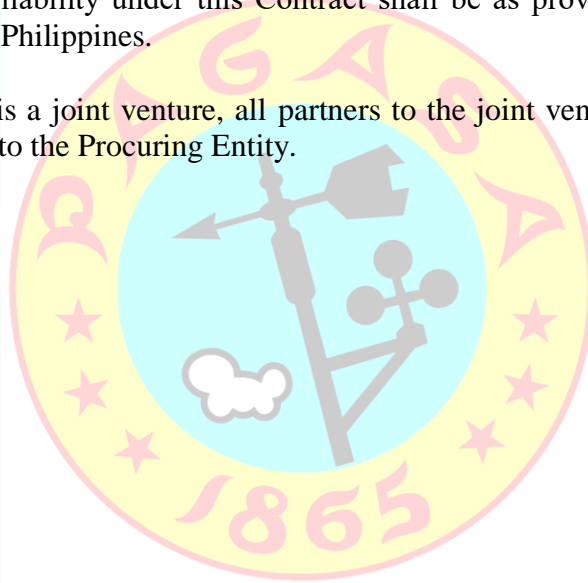 liability under this Contract shall be as prov
Philippines.
is a joint venture, all partners to the joint ven
to the Procuring Entity.
PAGASA
1865